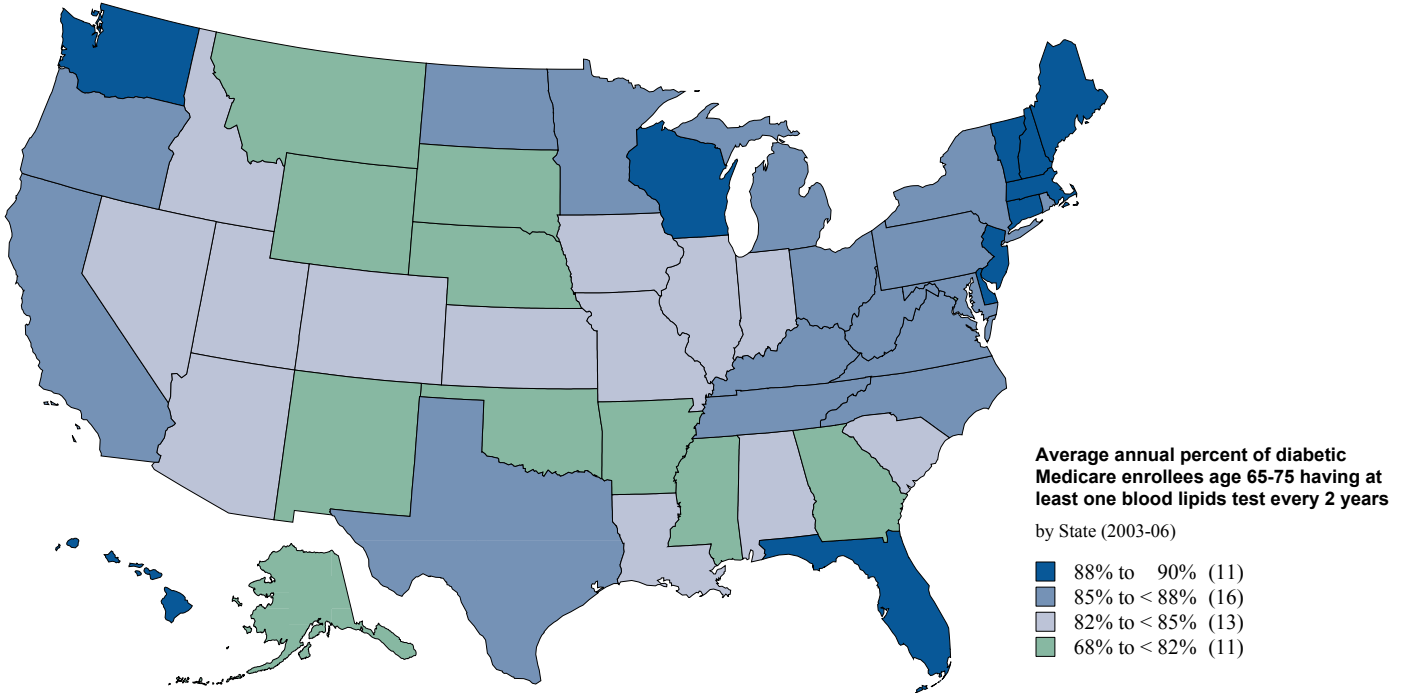 Average annual percent of diabetic
Medicare enrollees age 65-75 having at
least one blood lipids test every 2 years
by State (2003-06)
88% to 90% (11)
85% to < 88% (16)
82% to < 85% (13)
68% to < 82% (11)